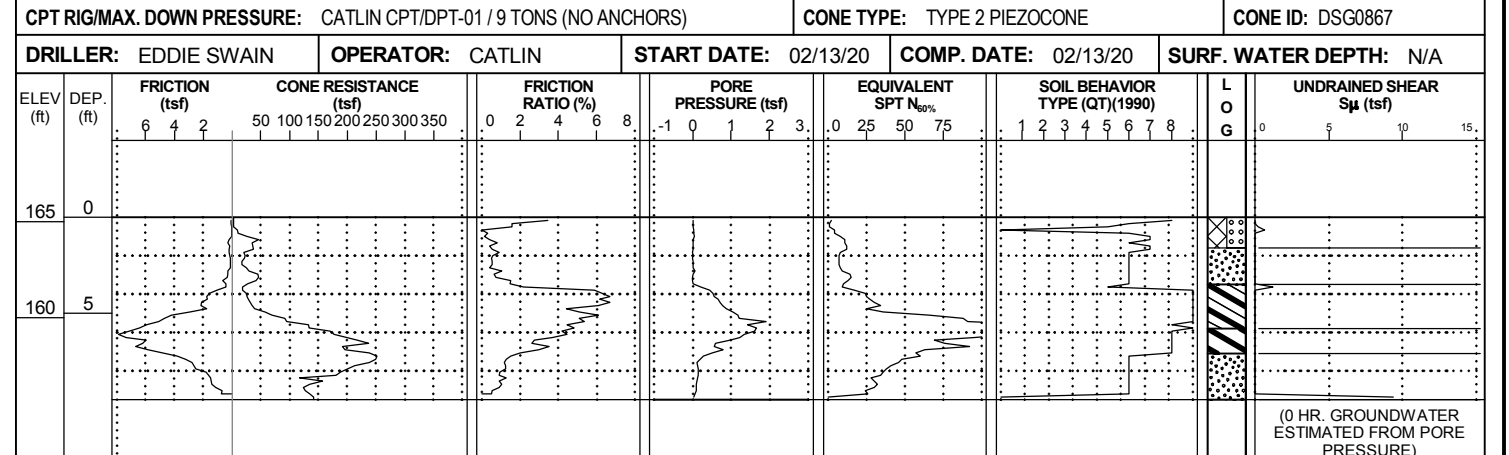 CPT RIG/MAX. DOWN PRESSURE: CATLIN CPT/DPT-01 / 9 TONS (NO ANCHORS) CONE TYPE: TYPE 2 PIEZOCONE CONE ID: DSG0867
DRILLER: EDDIE SWAIN OPERATOR: CATLIN START DATE: 02/13/20 COMP. DATE: 02/13/20 SURF. WATER DEPTH: N/A
ELEV (ft)
DEP. (ft)
FRICTION (tsf)
6 4 2
CONE RESISTANCE (tsf)
50 100 150 200 250 300 350
FRICTION RATIO (%)
0 2 4 6 8
PORE PRESSURE (tsf)
-1 0 1 2 3
EQUIVALENT SPT N60%
0 25 50 75
SOIL BEHAVIOR TYPE (QT)(1990)
1 2 3 4 5 6 7 8
L
O
G
UNDRAINED SHEAR
Sµ (tsf)
0 5 10 15
165 0
160 5
(0 HR. GROUNDWATER
ESTIMATED FROM PORE
PRESSURE)